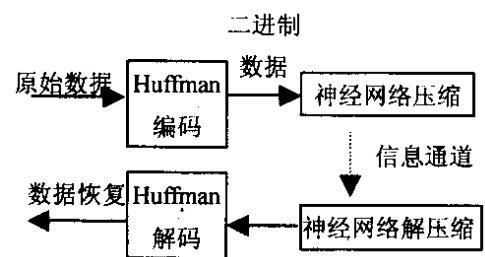 二进制
原始数据
Huffman
编码
数据
神经网络压缩
信息通道
数据恢复
Huffman
解码
神经网络解压缩